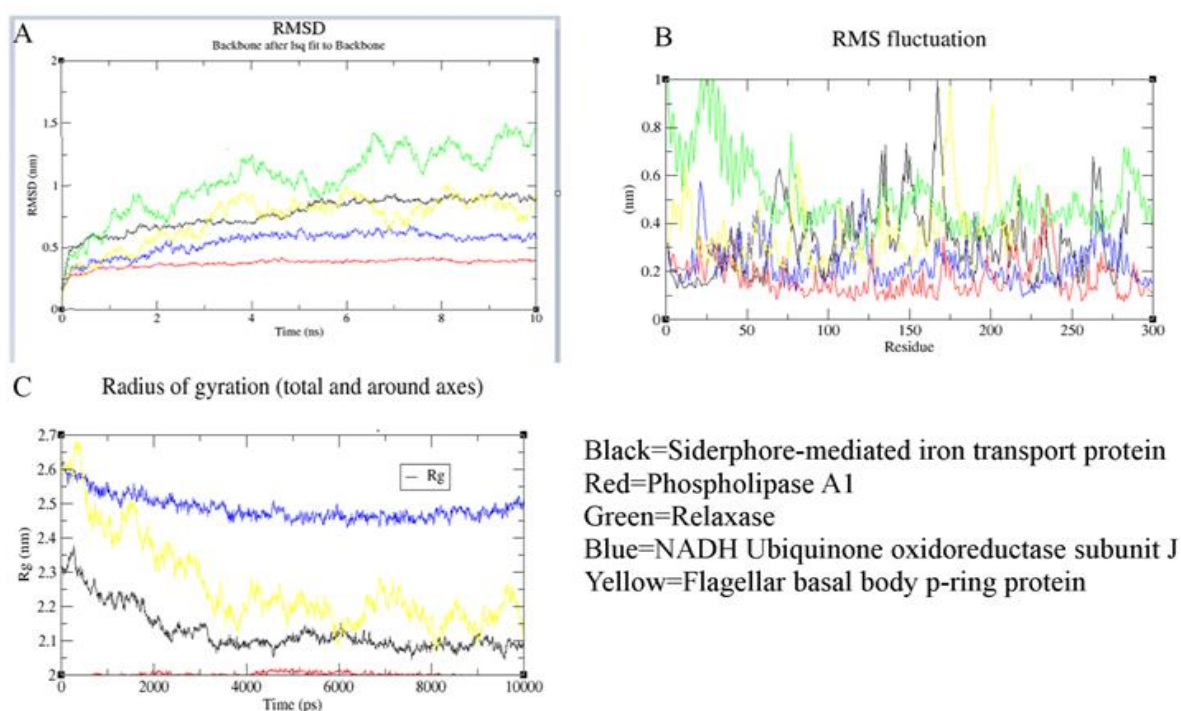 A
RMSD
Backbone after lsq fit to Backbone
2
1.5
1
0.5
0
RMSD (nm)
0 2 4 6 8 10
Time (ns)
B
RMS fluctuation
1
0.8
0.6
0.4
0.2
0
(nm)
0 50 100 150 200 250 300
Residue
C
Radius of gyration (total and around axes)
2.7
2.6
2.5
2.4
2.3
2.2
2.1
2
Rg (nm)
Rg
0 2000 4000 6000 8000 10000
Time (ps)
Black=Siderphore-mediated iron transport protein
Red=Phospholipase A1
Green=Relaxase
Blue=NADH Ubiquinone oxidoreductase subunit J
Yellow=Flagellar basal body p-ring protein